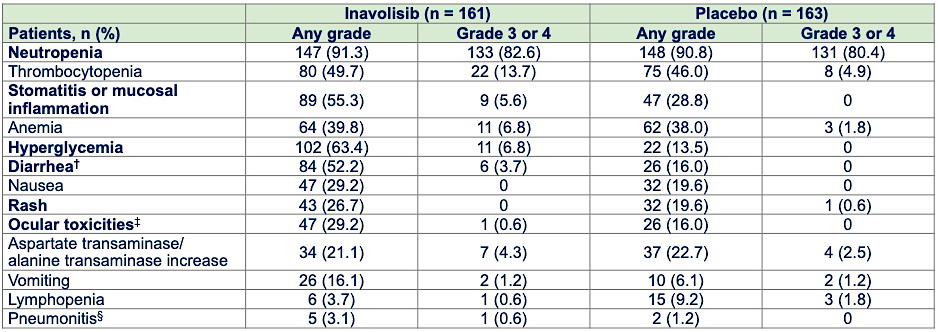 Inavolisib (n = 161) Placebo (n = 163)
Patients, n (%) Any grade Grade 3 or 4 Any grade Grade 3 or 4
Neutropenia 147 (91.3) 133 (82.6) 148 (90.8) 131 (80.4)
Thrombocytopenia 80 (49.7) 22 (13.7) 75 (46.0) 8 (4.9)
Stomatitis or mucosal
inflammation 89 (55.3) 9 (5.6) 47 (28.8) 0
Anemia 64 (39.8) 11 (6.8) 62 (38.0) 3 (1.8)
Hyperglycemia 102 (63.4) 11 (6.8) 22 (13.5) 0
Diarrhea† 84 (52.2) 6 (3.7) 26 (16.0) 0
Nausea 47 (29.2) 0 32 (19.6) 0
Rash 43 (26.7) 0 32 (19.6) 1 (0.6)
Ocular toxicities‡ 47 (29.2) 1 (0.6) 26 (16.0) 0
Aspartate transaminase/
alanine transaminase increase 34 (21.1) 7 (4.3) 37 (22.7) 4 (2.5)
Vomiting 26 (16.1) 2 (1.2) 10 (6.1) 2 (1.2)
Lymphopenia 6 (3.7) 1 (0.6) 15 (9.2) 3 (1.8)
Pneumonitis§ 5 (3.1) 1 (0.6) 2 (1.2) 0